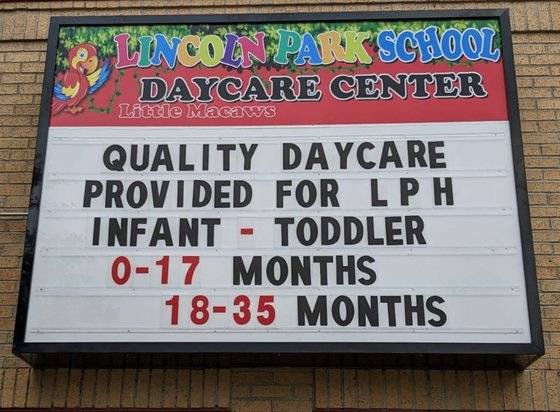 LINCOLN PARK SCHOOL
DAYCARE CENTER
Little Macaws
QUALITY DAYCARE
PROVIDED FOR L P H
INFANT - TODDLER
0-17 MONTHS
18-35 MONTHS